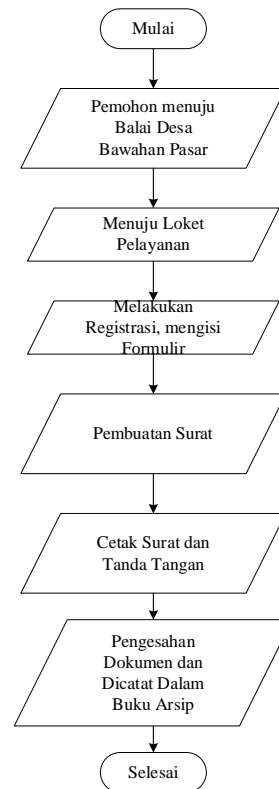 Mulai
Pemohon menuju
Balai Desa
Bawahan Pasar
Menuju Loket
Pelayanan
Melakukan
Registrasi, mengisi
Formulir
Pembuatan Surat
Cetak Surat dan
Tanda Tangan
Pengesahan
Dokumen dan
Dicatat Dalam
Buku Arsip
Selesai